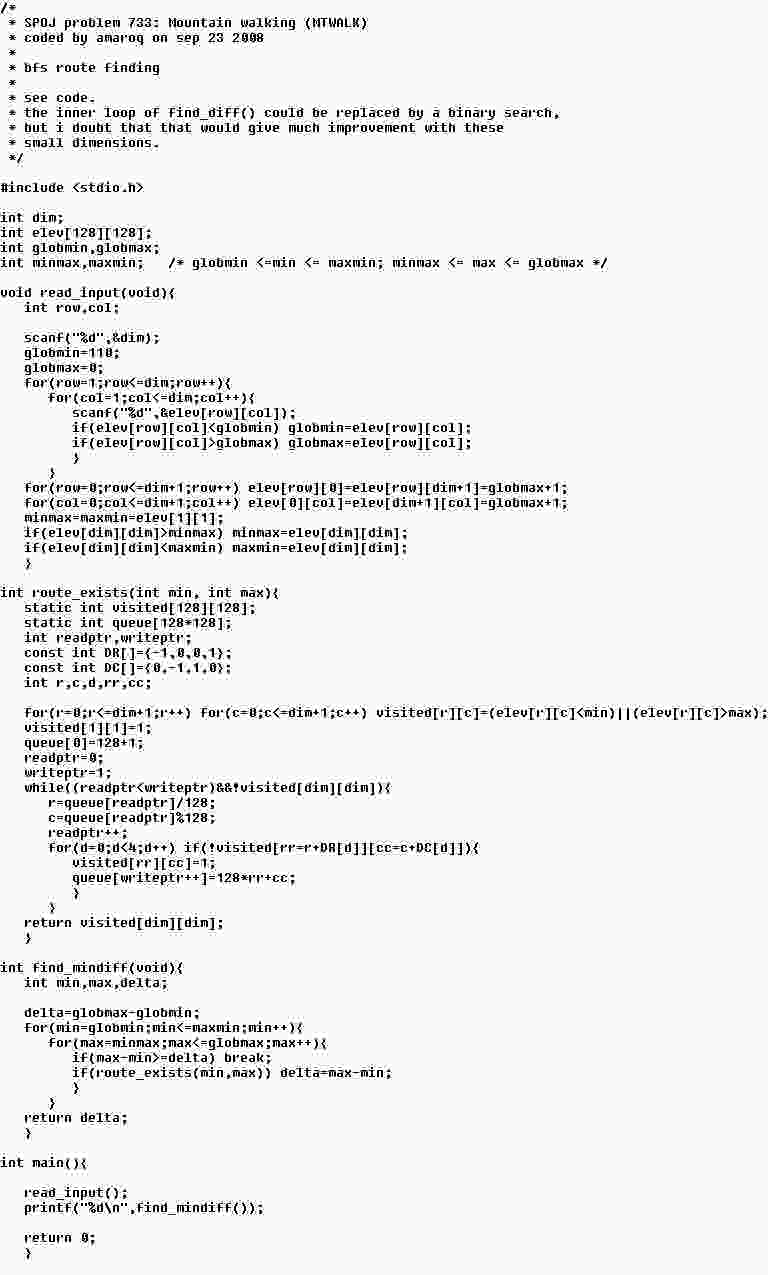 /*
 * SPOJ problem 733: Mountain walking (MTWALK)
 * coded by amaroq on sep 23 2008
 *
 * bfs route finding
 *
 * see code.
 * the inner loop of find_diff() could be replaced by a binary search,
 * but i doubt that that would give much improvement with these
 * small dimensions.
 */

#include <stdio.h>

int dim;
int elev[128][128];
int globmin,globmax;
int minmax,maxmin;   /* globmin <=min <= maxmin; minmax <= max <= globmax */

void read_input(void){
   int row,col;

   scanf("%d",&dim);
   globmin=110;
   globmax=0;
   for(row=1;row<=dim;row++){
      for(col=1;col<=dim;col++){
         scanf("%d",&elev[row][col]);
         if(elev[row][col]<globmin) globmin=elev[row][col];
         if(elev[row][col]>globmax) globmax=elev[row][col];
         }
      }
   for(row=0;row<=dim+1;row++) elev[row][0]=elev[row][dim+1]=globmax+1;
   for(col=0;col<=dim+1;col++) elev[0][col]=elev[dim+1][col]=globmax+1;
   minmax=maxmin=elev[1][1];
   if(elev[dim][dim]>minmax) minmax=elev[dim][dim];
   if(elev[dim][dim]<maxmin) maxmin=elev[dim][dim];
   }

int route_exists(int min, int max){
   static int visited[128][128];
   static int queue[128*128];
   int readptr,writeptr;
   const int DR[]={-1,0,0,1};
   const int DC[]={0,-1,1,0};
   int r,c,d,rr,cc;

   for(r=0;r<=dim+1;r++) for(c=0;c<=dim+1;c++) visited[r][c]=(elev[r][c]<min)||(elev[r][c]>max);
   visited[1][1]=1;
   queue[0]=128+1;
   readptr=0;
   writeptr=1;
   while((readptr<writeptr)&&!visited[dim][dim]){
      r=queue[readptr]/128;
      c=queue[readptr]%128;
      readptr++;
      for(d=0;d<4;d++) if(!visited[rr=r+DR[d]][cc=c+DC[d]]){
         visited[rr][cc]=1;
         queue[writeptr++]=128*rr+cc;
         }
      }
   return visited[dim][dim];
   }

int find_mindiff(void){
   int min,max,delta;

   delta=globmax-globmin;
   for(min=globmin;min<=maxmin;min++){
      for(max=minmax;max<=globmax;max++){
         if(max-min>=delta) break;
         if(route_exists(min,max)) delta=max-min;
         }
      }
   return delta;
   }

int main(){

   read_input();
   printf("%d\n",find_mindiff());

   return 0;
   }